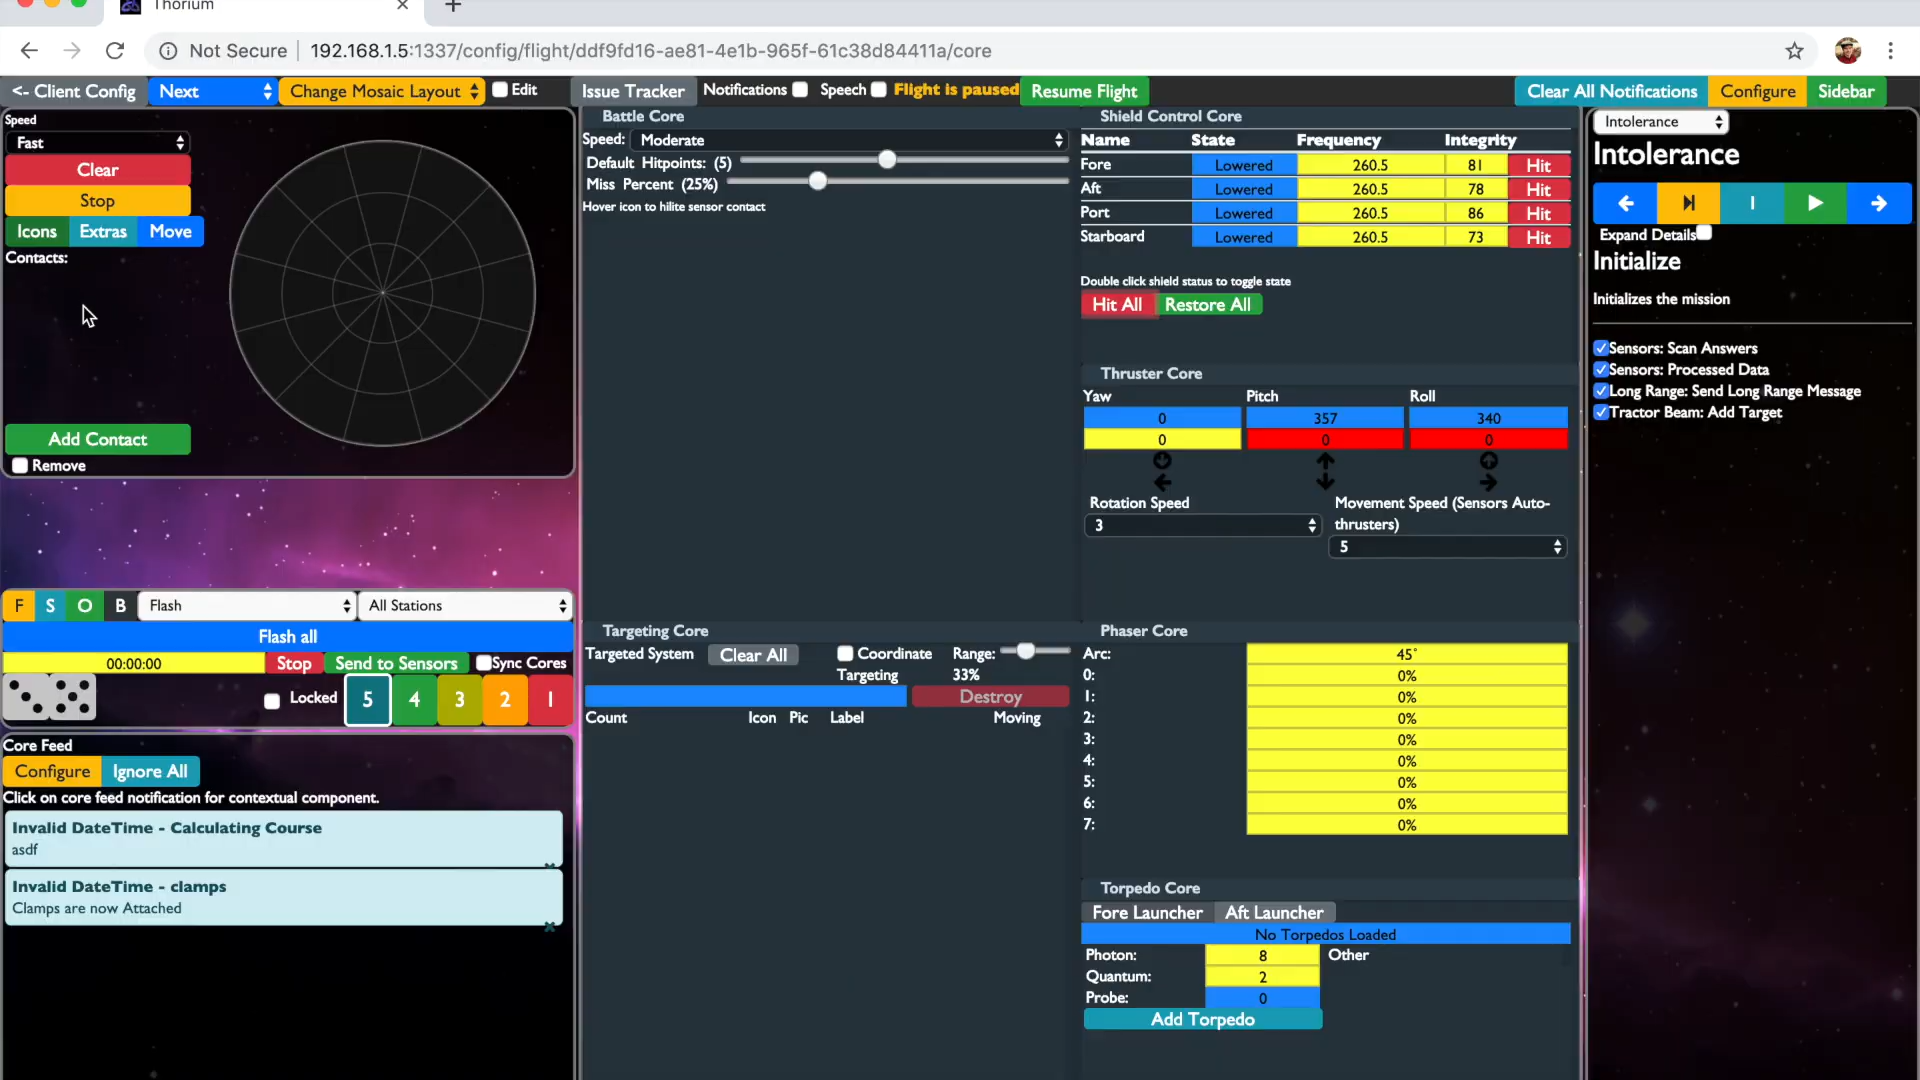 Thorium
Not Secure
192.168.1.5:1337/config/flight/ddf9fd16-ae81-4e1b-965f-61c38d84411a/core
<- Client Config
Next
Change Mosaic Layout
Edit
Issue Tracker
Notifications
Speech
Flight is paused
Resume Flight
Clear All Notifications
Configure
Sidebar
Speed
Fast
Clear
Stop
Icons
Extras
Move
Contacts:
Add Contact
Remove
F
S
O
B
Flash
All Stations
Flash all
00:00:00
Stop
Send to Sensors
Sync Cores
Locked
5
4
3
2
1
Core Feed
Configure
Ignore All
Click on core feed notification for contextual component.
Invalid DateTime - Calculating Course
asdf
Invalid DateTime - clamps
Clamps are now Attached
Battle Core
Speed:
Moderate
Default Hitpoints: (5)
Miss Percent (25%)
Hover icon to hilite sensor contact
Targeting Core
Targeted System
Clear All
Coordinate
Targeting
Range:
33%
Destroy
Count
Icon
Pic
Label
Moving
Shield Control Core
Name State Frequency Integrity
Fore Lowered 260.5 81 Hit
Aft Lowered 260.5 78 Hit
Port Lowered 260.5 86 Hit
Starboard Lowered 260.5 73 Hit
Double click shield status to toggle state
Hit All
Restore All
Thruster Core
Yaw Pitch Roll
0 357 340
0 0 0
Rotation Speed
3
Movement Speed (Sensors Auto-
thrusters)
5
Phaser Core
Arc: 45°
0: 0%
1: 0%
2: 0%
3: 0%
4: 0%
5: 0%
6: 0%
7: 0%
Torpedo Core
Fore Launcher
Aft Launcher
No Torpedos Loaded
Photon: 8 Other
Quantum: 2
Probe: 0
Add Torpedo
Intolerance
Intolerance
Expand Details
Initialize
Initializes the mission
Sensors: Scan Answers
Sensors: Processed Data
Long Range: Send Long Range Message
Tractor Beam: Add Target